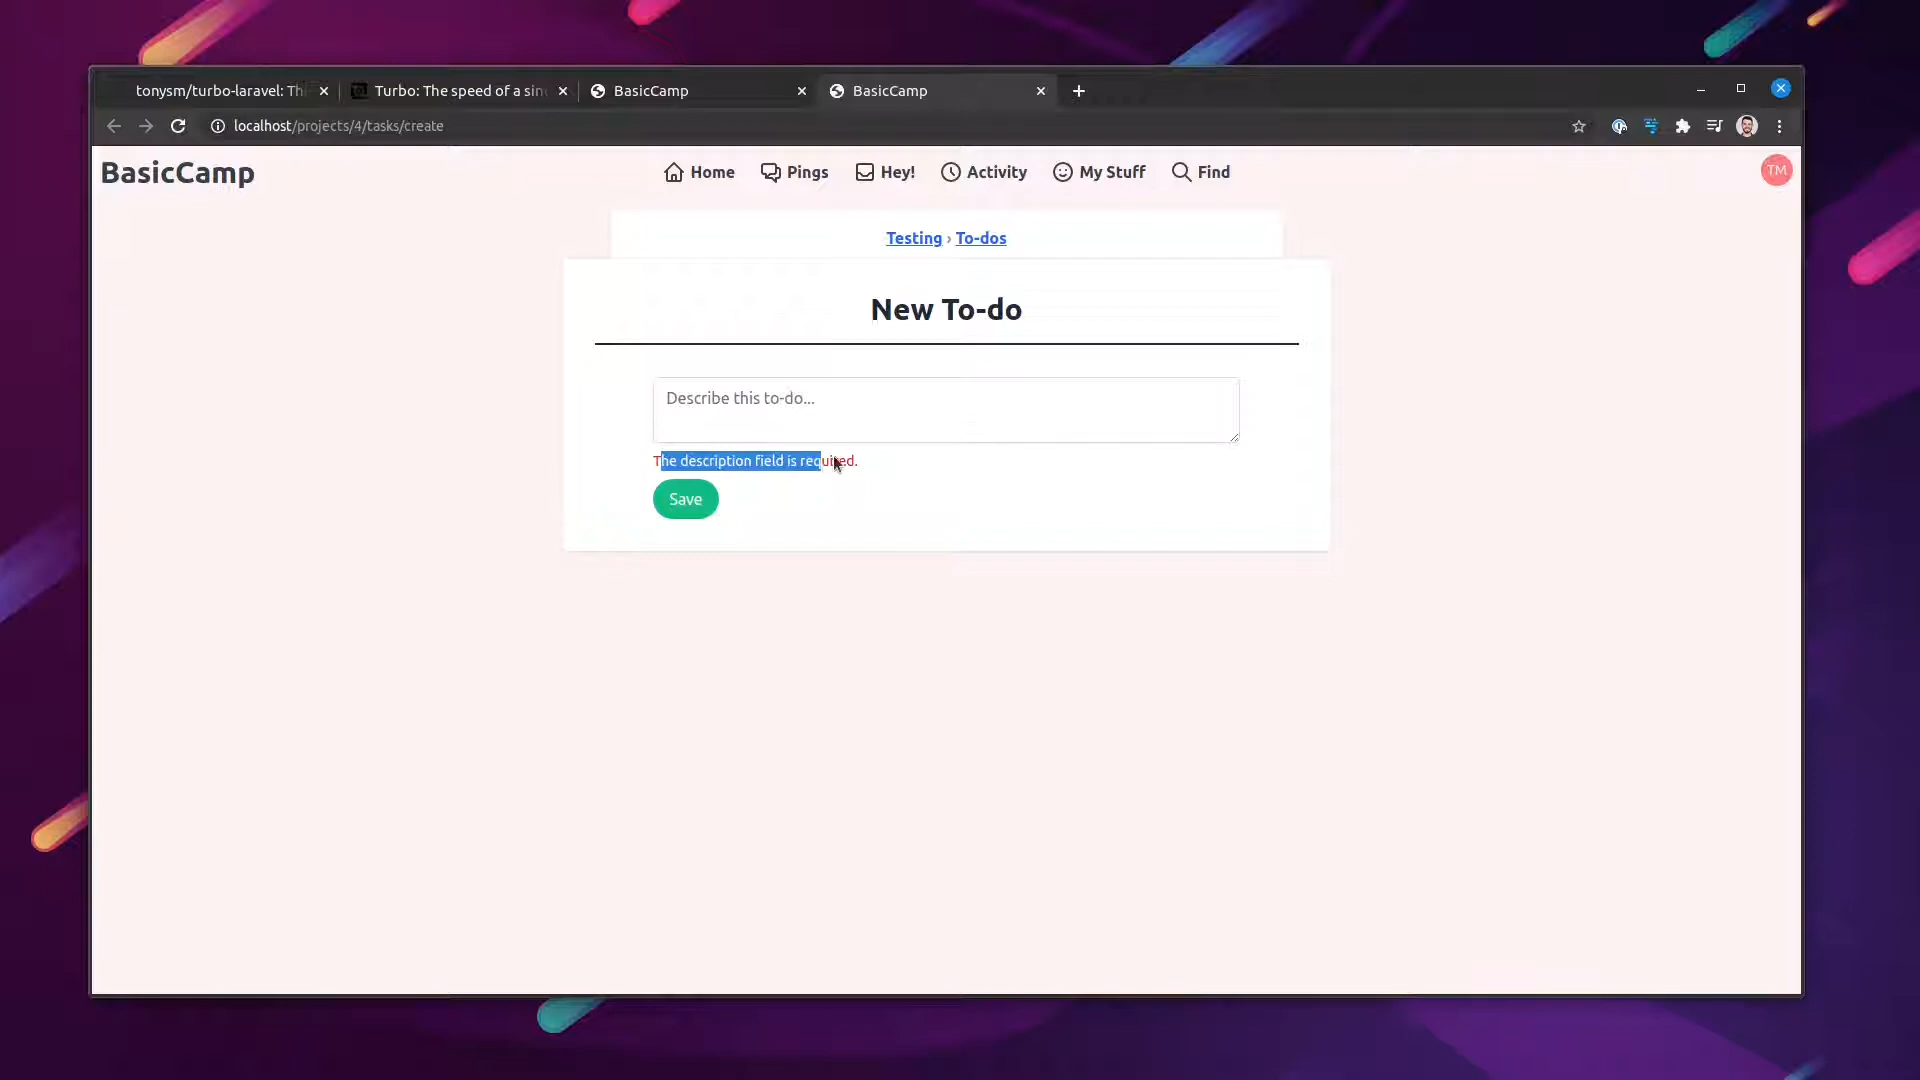 tonysm/turbo-laravel: Th
Turbo: The speed of a sin
BasicCamp
BasicCamp
localhost/projects/4/tasks/create
BasicCamp
Home
Pings
Hey!
Activity
My Stuff
Find
TM
Testing › To-dos
New To-do
Describe this to-do...
The description field is required.
Save